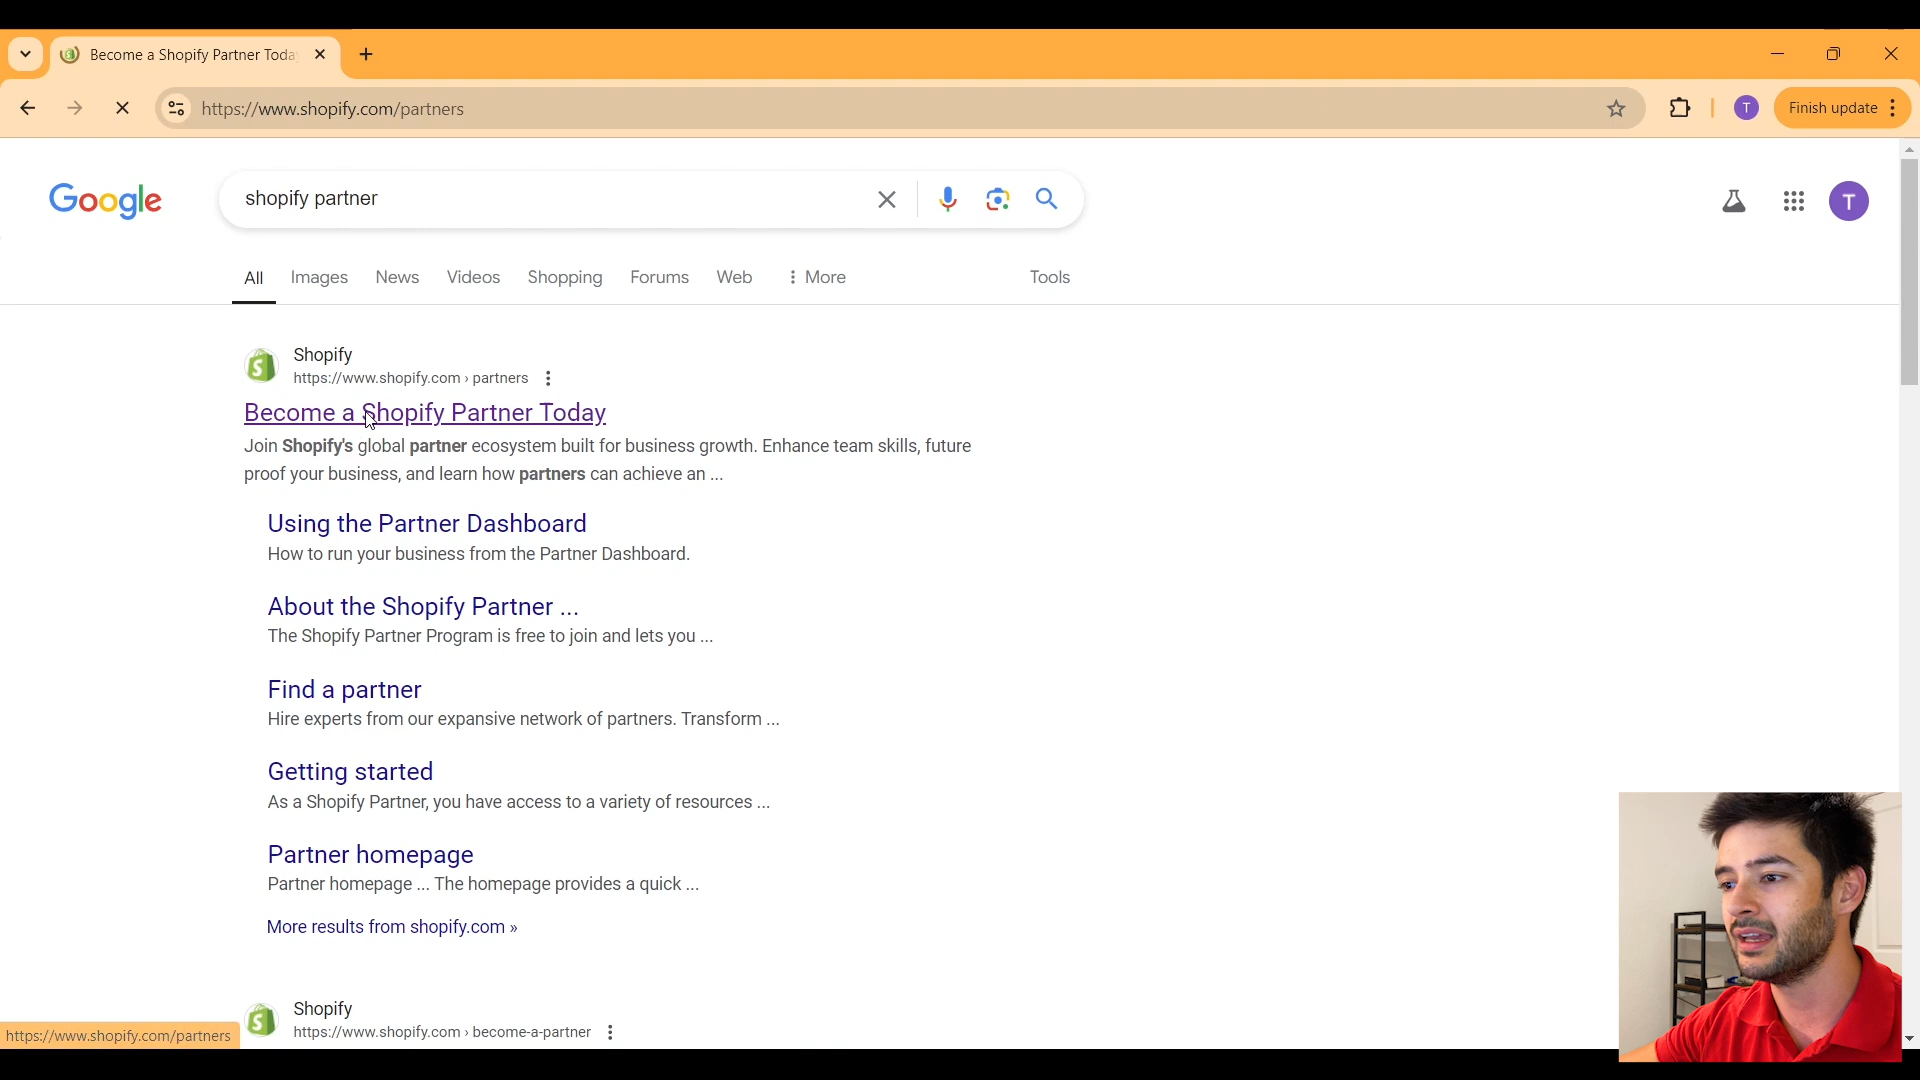 Become a Shopify Partner Toda
https://www.shopify.com/partners
T
Finish update
Google
shopify partner
T
All
Images
News
Videos
Shopping
Forums
Web
More
Tools
Shopify
https://www.shopify.com › partners
Become a Shopify Partner Today
Join Shopify's global partner ecosystem built for business growth. Enhance team skills, future
proof your business, and learn how partners can achieve an ...
Using the Partner Dashboard
How to run your business from the Partner Dashboard.
About the Shopify Partner ...
The Shopify Partner Program is free to join and lets you ...
Find a partner
Hire experts from our expansive network of partners. Transform ...
Getting started
As a Shopify Partner, you have access to a variety of resources ...
Partner homepage
Partner homepage ... The homepage provides a quick ...
More results from shopify.com »
Shopify
https://www.shopify.com › become-a-partner
https://www.shopify.com/partners